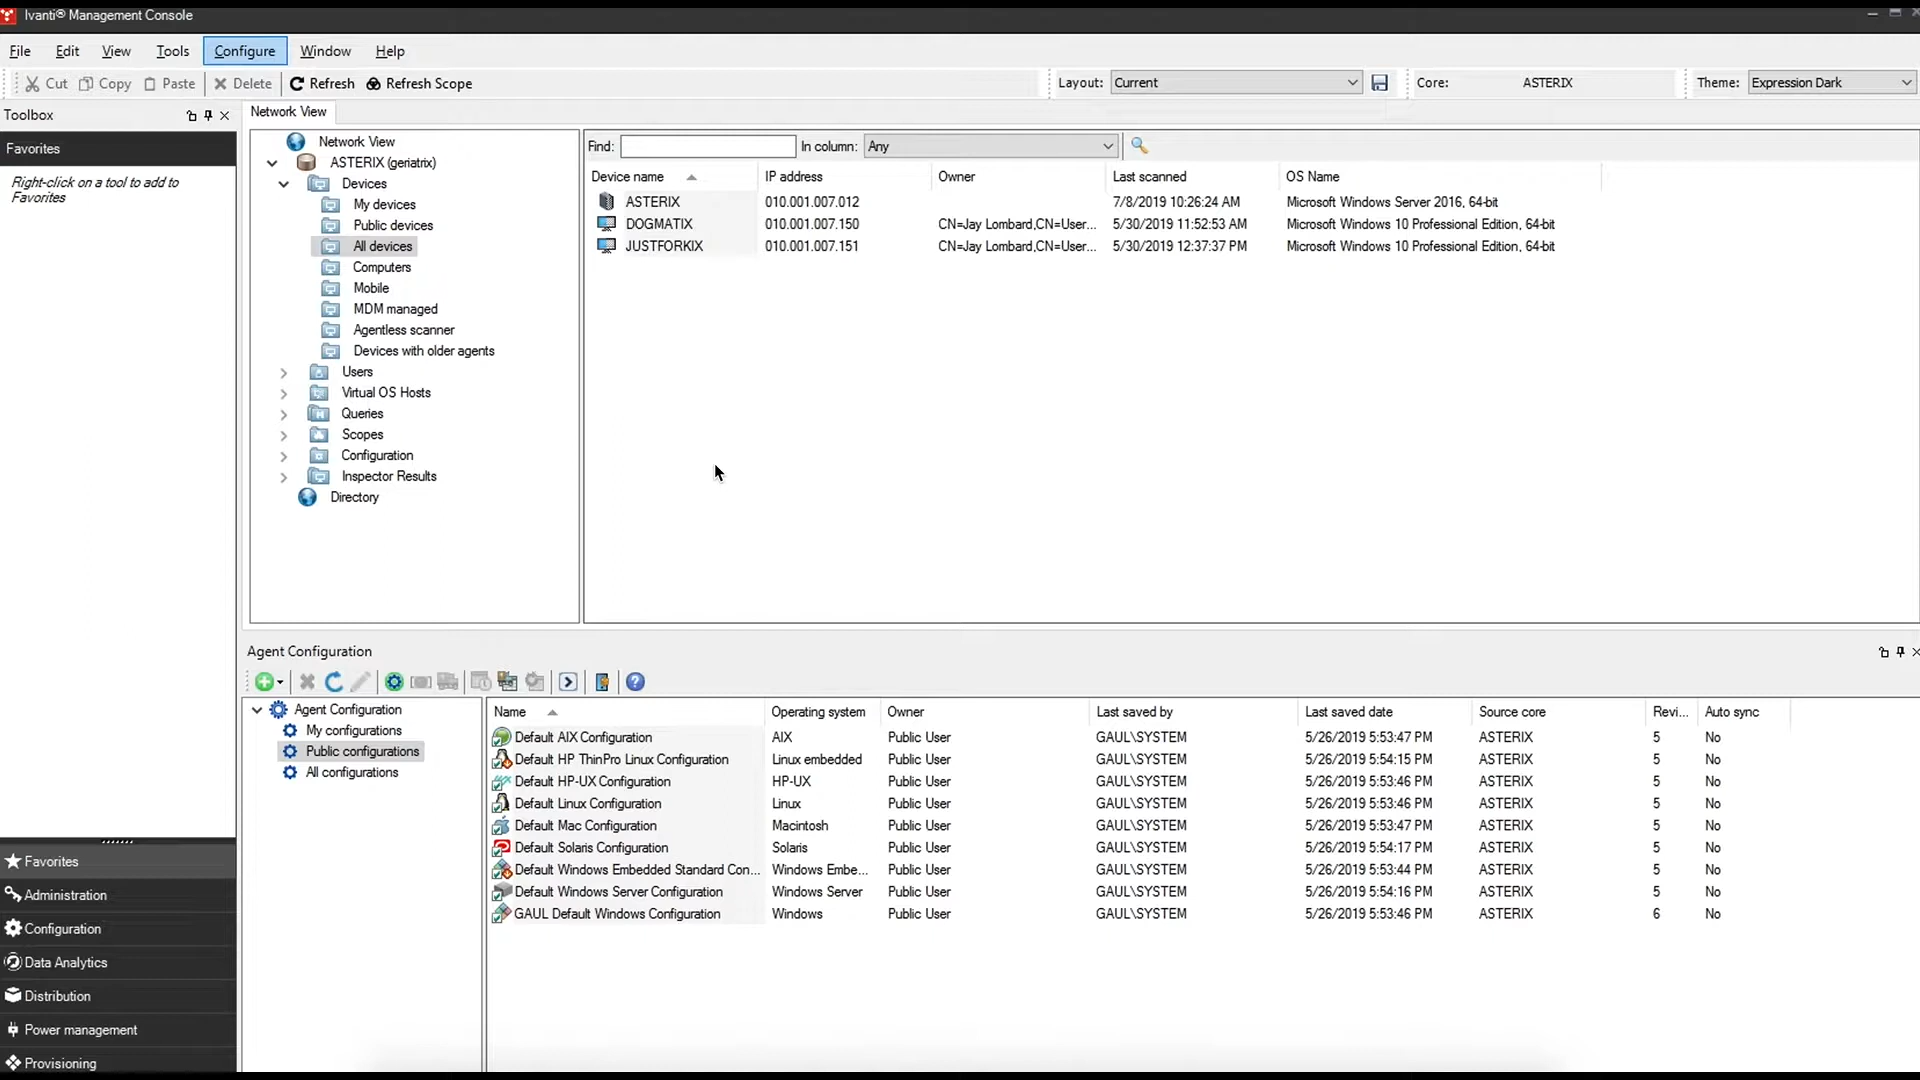 Ivanti® Management Console
File Edit View Tools Configure Window Help
Cut Copy Paste Delete Refresh Refresh Scope Layout: Current Core: ASTERIX Theme: Expression Dark
Toolbox
Favorites
Right-click on a tool to add to
Favorites
Favorites
Administration
Configuration
Data Analytics
Distribution
Power management
Provisioning
Network View
Network View
ASTERIX (geriatrix)
Devices
My devices
Public devices
All devices
Computers
Mobile
MDM managed
Agentless scanner
Devices with older agents
Users
Virtual OS Hosts
Queries
Scopes
Configuration
Inspector Results
Directory
Find: In column: Any
Device name IP address Owner Last scanned OS Name
ASTERIX 010.001.007.012 7/8/2019 10:26:24 AM Microsoft Windows Server 2016, 64-bit
DOGMATIX 010.001.007.150 CN=Jay Lombard,CN=User... 5/30/2019 11:52:53 AM Microsoft Windows 10 Professional Edition, 64-bit
JUSTFORKIX 010.001.007.151 CN=Jay Lombard,CN=User... 5/30/2019 12:37:37 PM Microsoft Windows 10 Professional Edition, 64-bit
Agent Configuration
Agent Configuration
My configurations
Public configurations
All configurations
Name Operating system Owner Last saved by Last saved date Source core Revi... Auto sync
Default AIX Configuration AIX Public User GAUL\SYSTEM 5/26/2019 5:53:47 PM ASTERIX 5 No
Default HP ThinPro Linux Configuration Linux embedded Public User GAUL\SYSTEM 5/26/2019 5:54:15 PM ASTERIX 5 No
Default HP-UX Configuration HP-UX Public User GAUL\SYSTEM 5/26/2019 5:53:46 PM ASTERIX 5 No
Default Linux Configuration Linux Public User GAUL\SYSTEM 5/26/2019 5:53:46 PM ASTERIX 5 No
Default Mac Configuration Macintosh Public User GAUL\SYSTEM 5/26/2019 5:53:47 PM ASTERIX 5 No
Default Solaris Configuration Solaris Public User GAUL\SYSTEM 5/26/2019 5:54:17 PM ASTERIX 5 No
Default Windows Embedded Standard Con... Windows Embe... Public User GAUL\SYSTEM 5/26/2019 5:53:44 PM ASTERIX 5 No
Default Windows Server Configuration Windows Server Public User GAUL\SYSTEM 5/26/2019 5:54:16 PM ASTERIX 5 No
GAUL Default Windows Configuration Windows Public User GAUL\SYSTEM 5/26/2019 5:53:46 PM ASTERIX 6 No